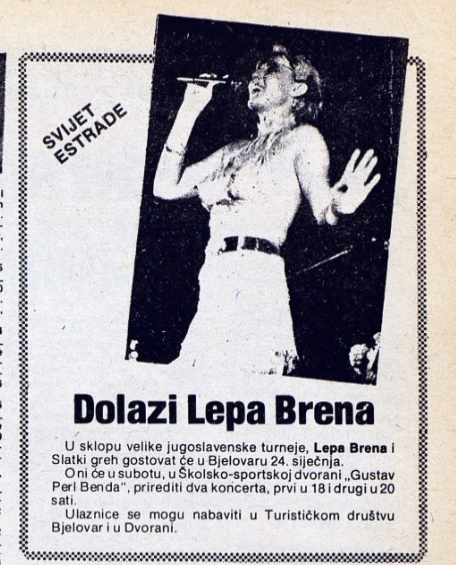 SVIJET
ESTRADE
Dolazi Lepa Brena
U sklopu velike jugoslavenske turneje, Lepa Brena i
Slatki greh gostovat će u Bjelovaru 24. siječnja.
Oni će u subotu, u Školsko-sportskoj dvorani „Gustav
Perl Benda“, prirediti dva koncerta, prvi u 18 i drugi u 20
sati.
Ulaznice se mogu nabaviti u Turističkom društvu
Bjelovar i u Dvorani.